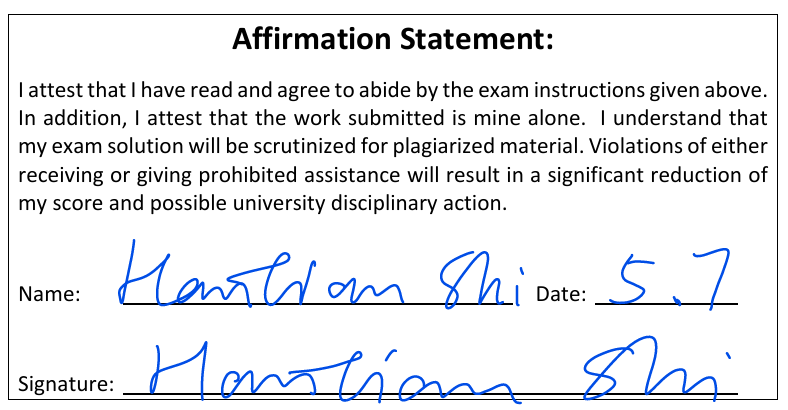 Affirmation Statement:
I attest that I have read and agree to abide by the exam instructions given above.
In addition, I attest that the work submitted is mine alone. I understand that
my exam solution will be scrutinized for plagiarized material. Violations of either
receiving or giving prohibited assistance will result in a significant reduction of
my score and possible university disciplinary action.
Name: Shi Date: 5.7
Signature: Shi